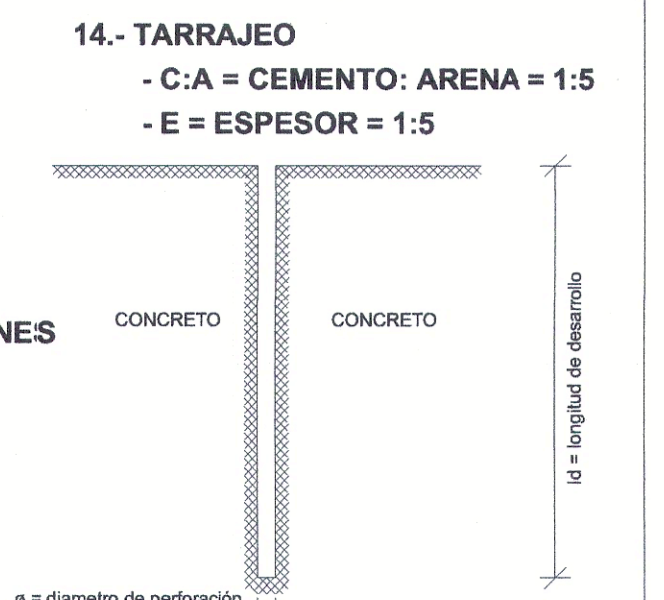 14.- TARRAJEO
- C:A = CEMENTO: ARENA = 1:5
- E = ESPESOR = 1:5
NES
CONCRETO
CONCRETO
ld = longitud de desarrollo
ø = diametro de perforación